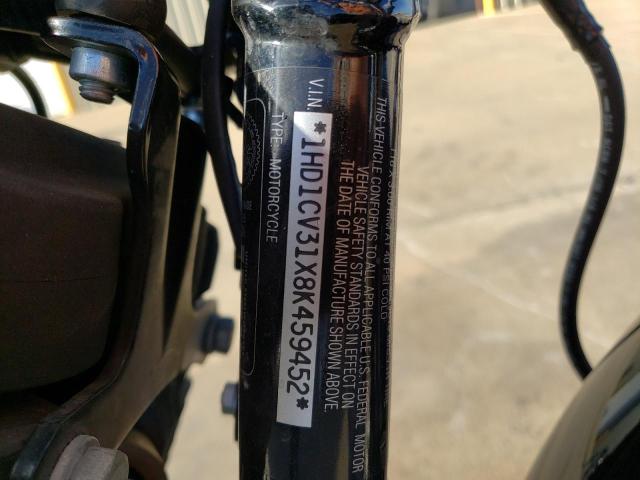 THIS VEHICLE CONFORMS TO ALL APPLICABLE U.S. FEDERAL MOTOR
VEHICLE SAFETY STANDARDS IN EFFECT ON
THE DATE OF MANUFACTURE SHOWN ABOVE.
V.I.N.
*1HD1CV31X8K459452*
TYPE: MOTORCYCLE